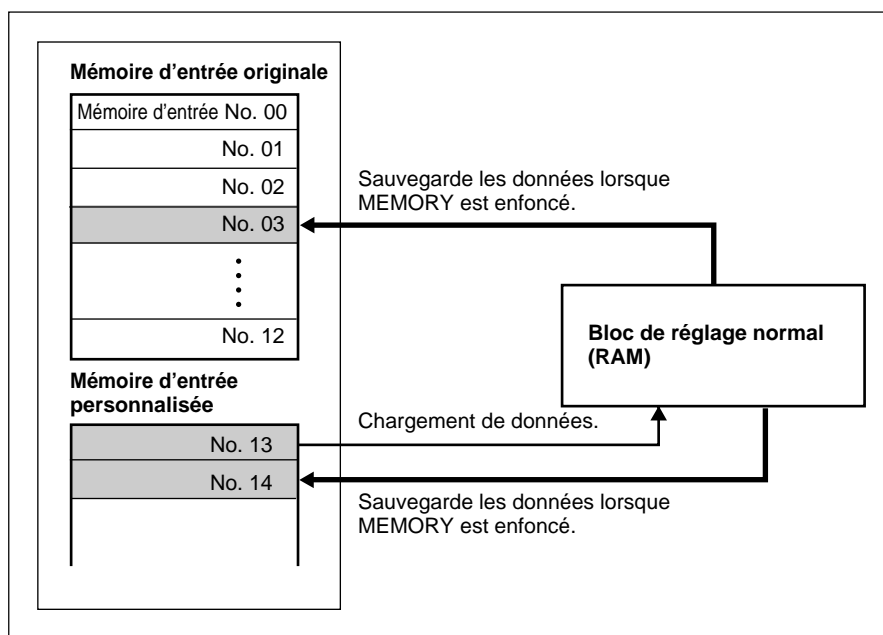 Mémoire d'entrée originale
Mémoire d'entrée No. 00
No. 01
No. 02
No. 03
No. 12
Mémoire d'entrée
personnalisée
No. 13
No. 14
Sauvegarde les données lorsque
MEMORY est enfoncé.
Bloc de réglage normal
(RAM)
Chargement de données.
Sauvegarde les données lorsque
MEMORY est enfoncé.